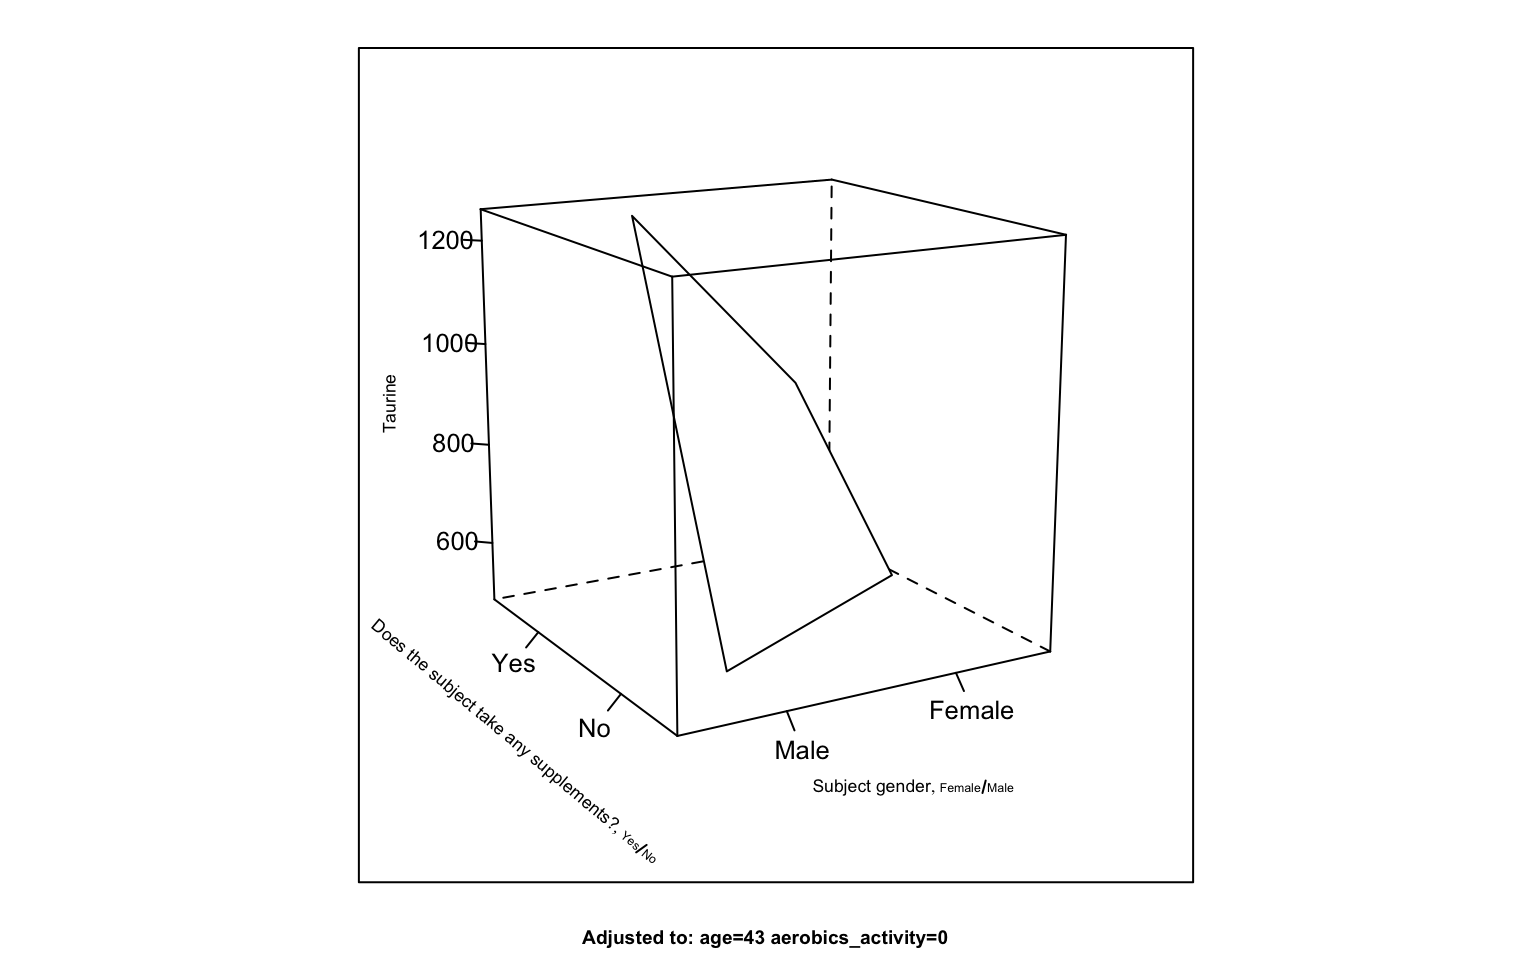 1200
1000
800
600
Taurine
Yes
No
Does the subject take any supplements?, Yes/No
Male
Female
Subject gender, Female/Male
Adjusted to: age=43 aerobics_activity=0